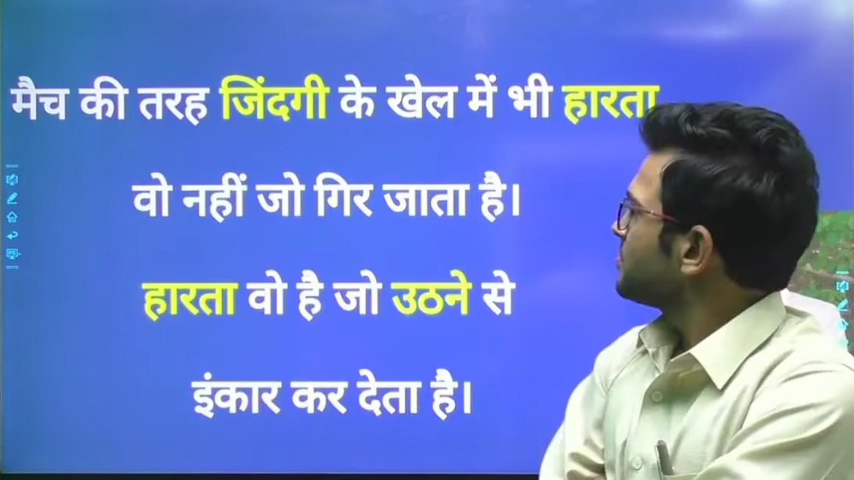 मैच की तरह जिंदगी के खेल में भी हारता
वो नहीं जो गिर जाता है।
हारता वो है जो उठने से
इंकार कर देता है।